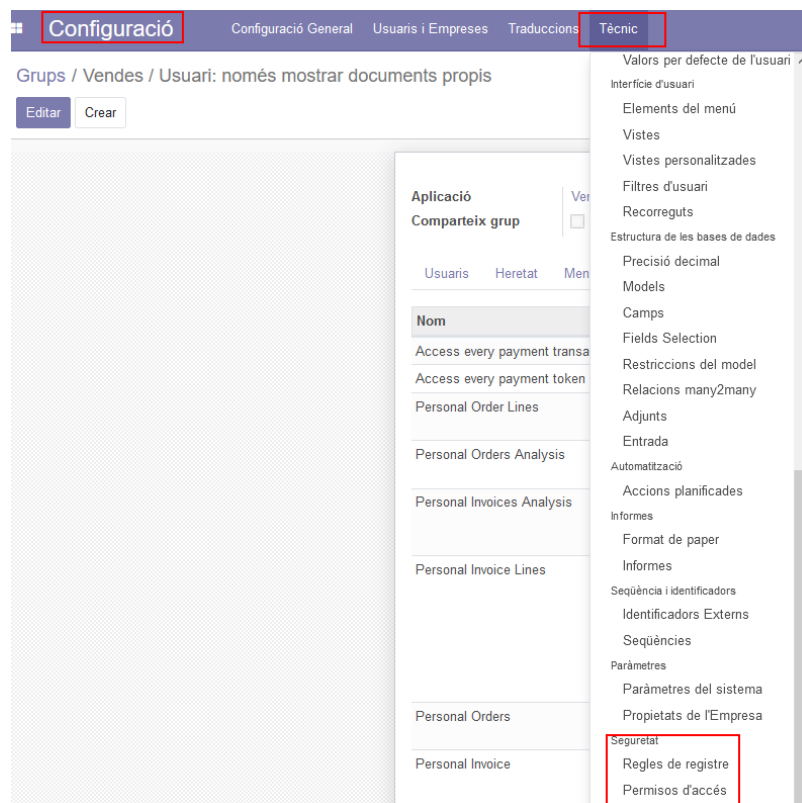 Configuració Configuració General Usuaris i Empreses Traduccions Tècnic
Grups / Vendes / Usuari: només mostrar documents propis
Editar Crear
Aplicació
Comparteix grup
Usuaris Heretat
Nom
Access every payment
Access every payment token
Personal Order Lines
Personal Orders Analysis
Personal Invoices Analysis
Personal Invoice Lines
Personal Orders
Personal Invoice
Valors per defecte de l'usuari
Interfície d'usuari
Elements del menú
Vistes
Vistes personalitzades
Filtres d'usuari
Recorreguts
Estructura de les bases de dades
Precisió decimal
Models
Camps
Fields Selection
Restriccions del model
Relacions many2many
Adjunts
Entrada
Automatització
Accions planificades
Informes
Format de paper
Informes
Seqüència i identificadors
Identificadors Externs
Seqüències
Paràmetres
Paràmetres del sistema
Propietats de l'Empresa
Seguretat
Regles de registre
Permisos d'accés